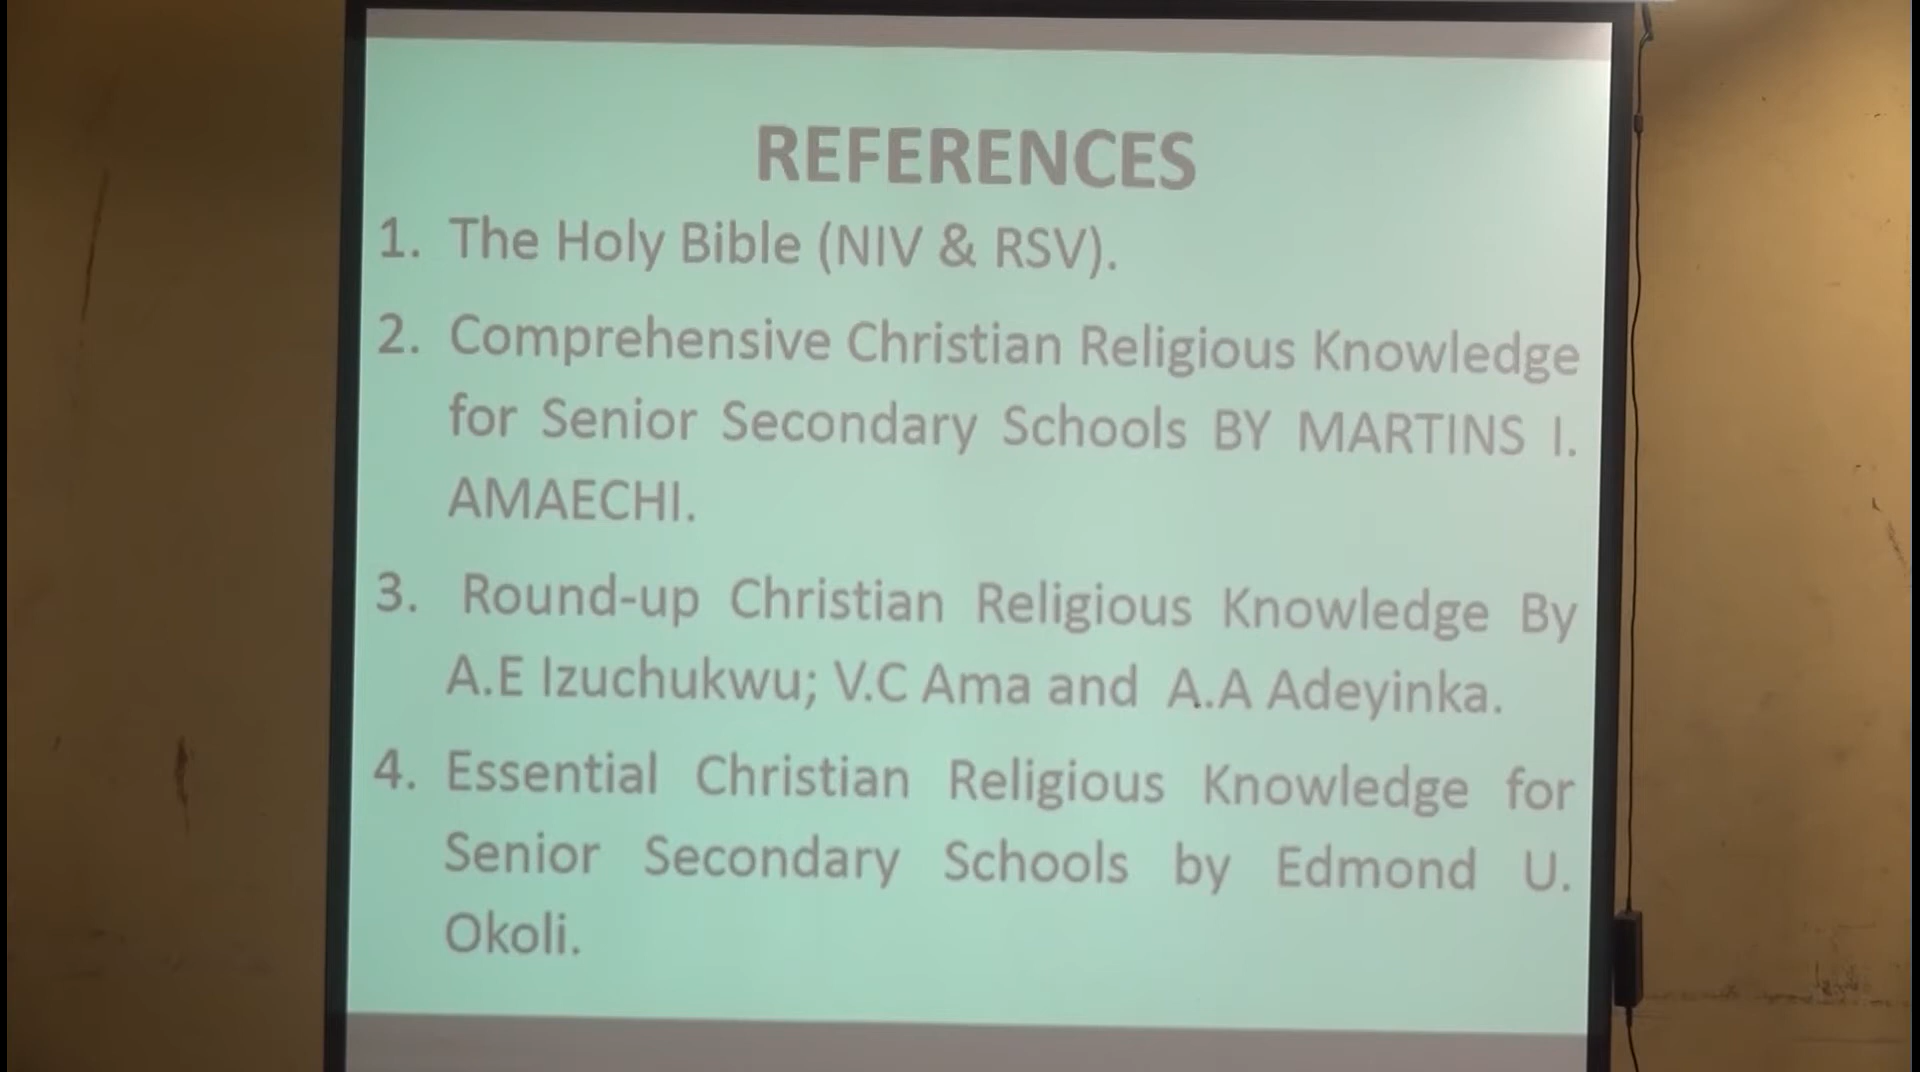 REFERENCES
1. The Holy Bible (NIV & RSV).
2. Comprehensive Christian Religious Knowledge
for Senior Secondary Schools BY MARTINS I.
AMAECHI.
3. Round-up Christian Religious Knowledge By
A.E Izuchukwu; V.C Ama and A.A Adeyinka.
4. Essential Christian Religious Knowledge for
Senior Secondary Schools by Edmond U.
Okoli.